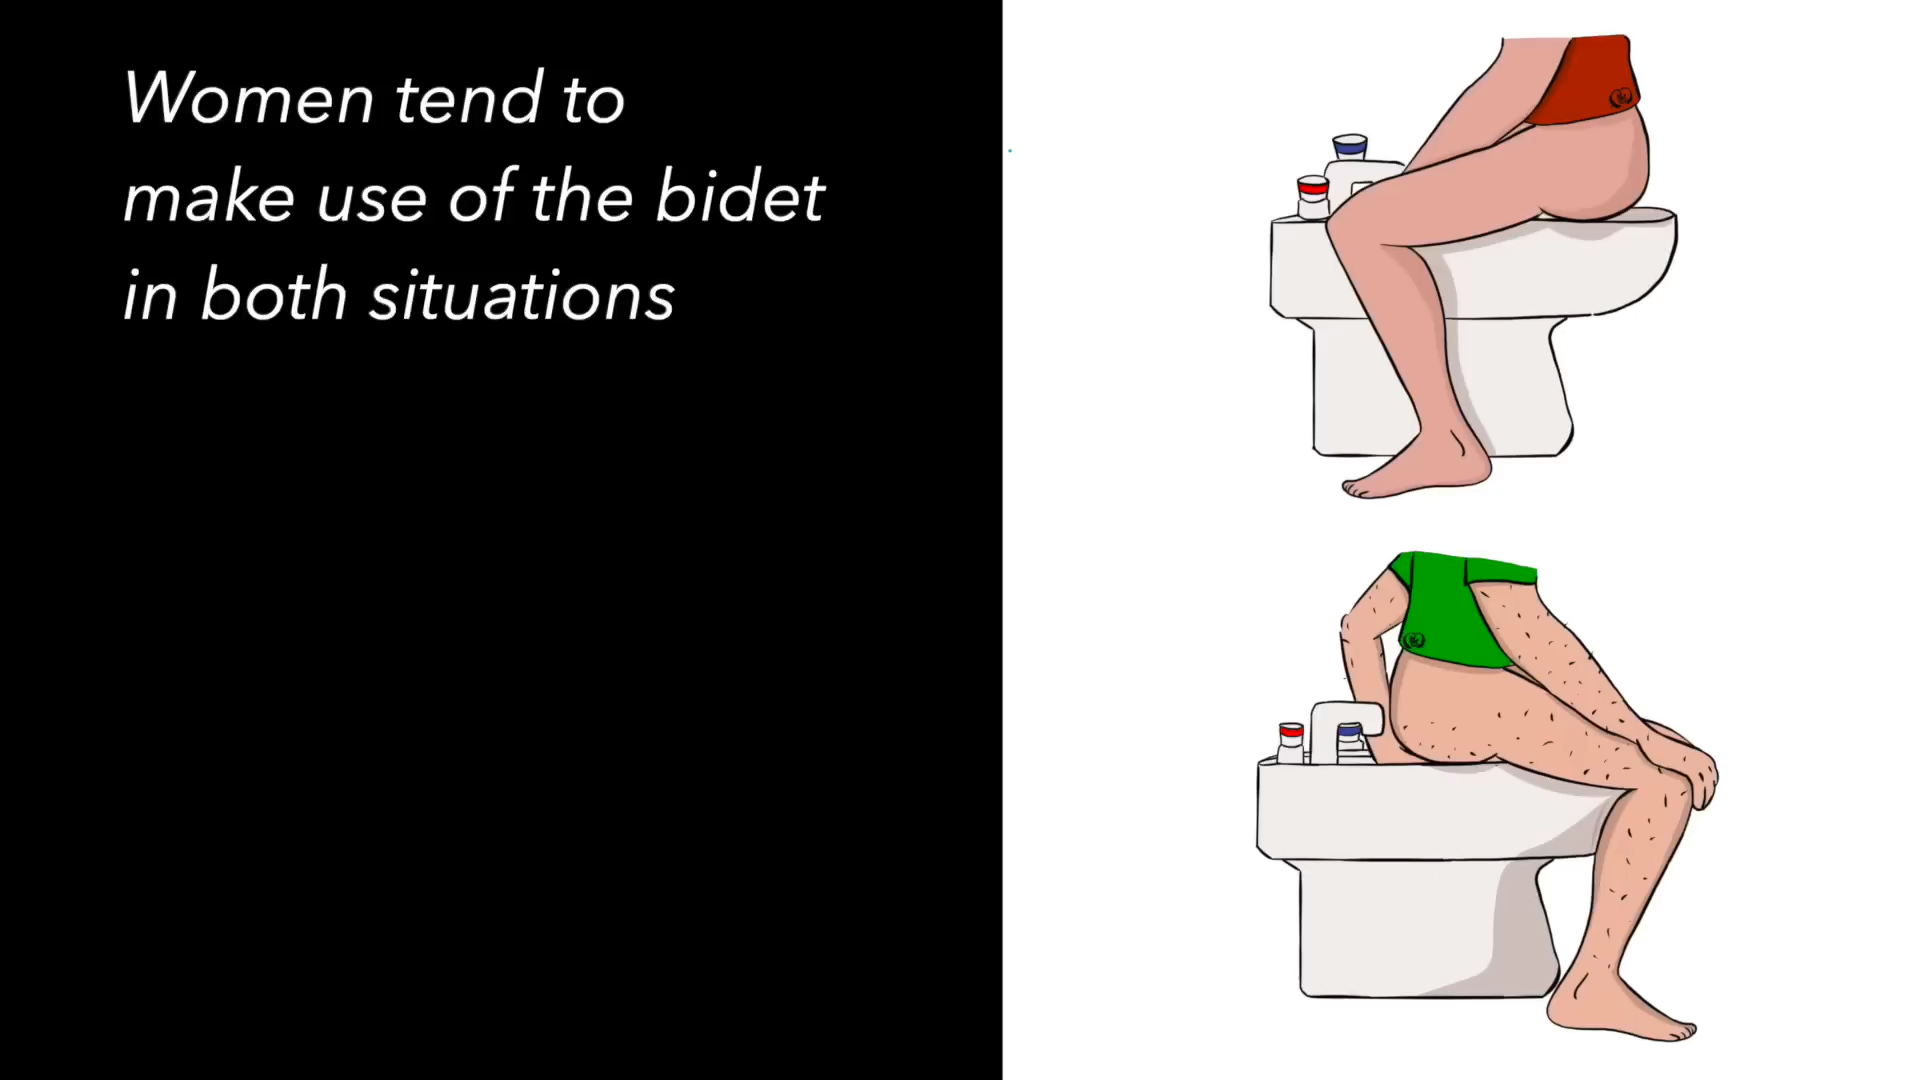 Women tend to
make use of the bidet
in both situations